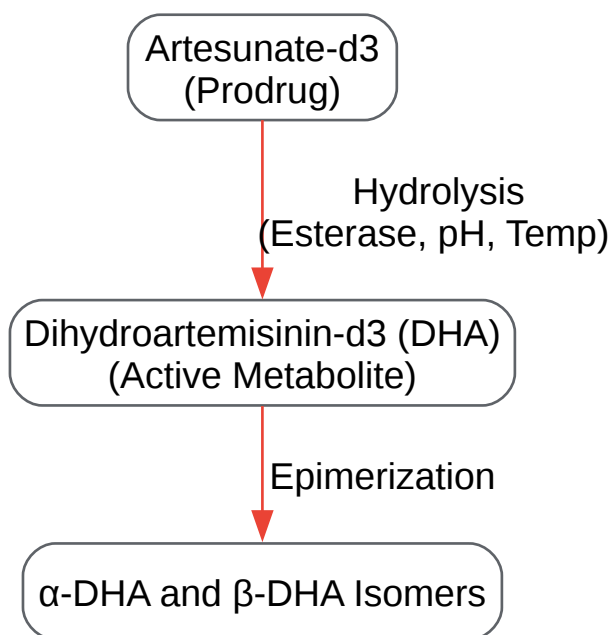 Artesunate-d3
(Prodrug)
Hydrolysis
(Esterase, pH, Temp)
Dihydroartemisinin-d3 (DHA)
(Active Metabolite)
Epimerization
α-DHA and β-DHA Isomers